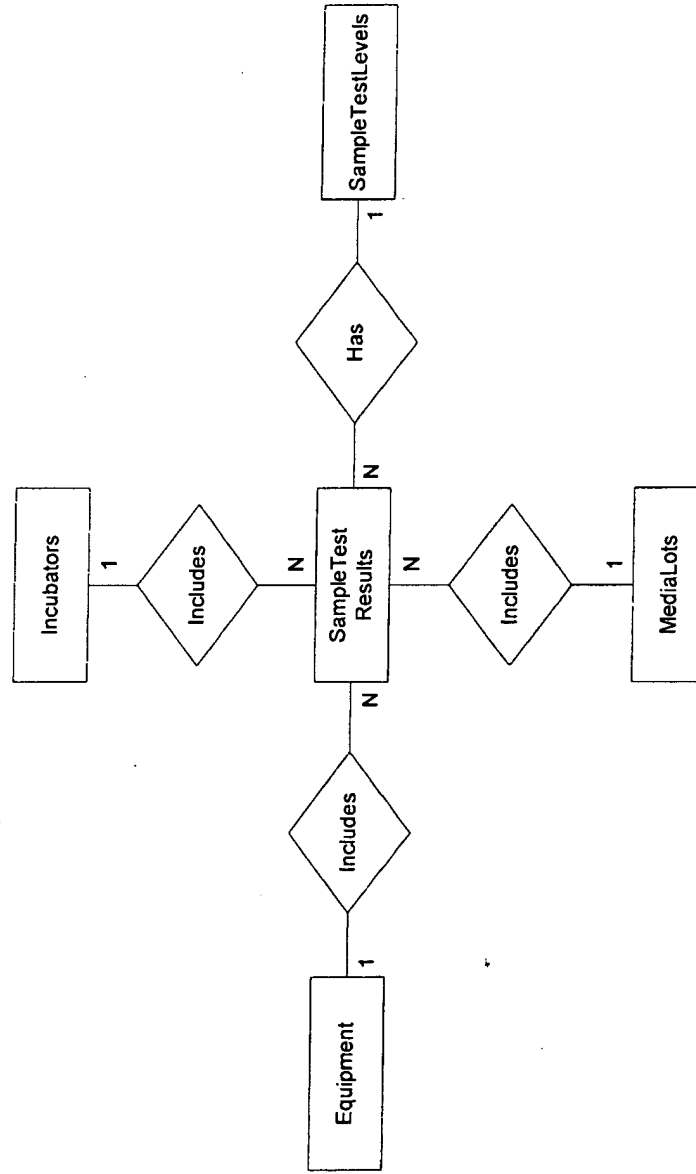 Incubators
1
Includes
N
Equipment
1
Includes
N
SampleTest
Results
N
Has
1
SampleTestLevels
N
Includes
1
MediaLots